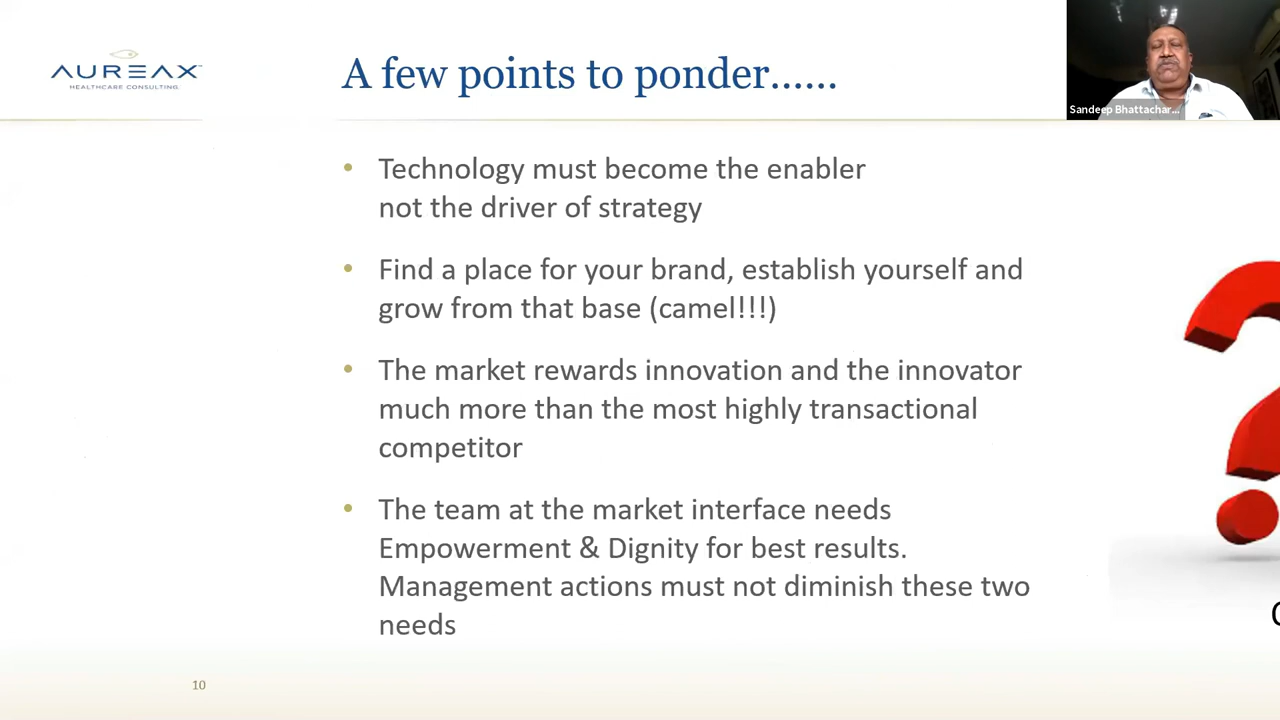 AUREAX™
HEALTHCARE CONSULTING
A few points to ponder......
Sandeep Bhattachar...
• Technology must become the enabler
not the driver of strategy
• Find a place for your brand, establish yourself and
grow from that base (camel!!!)
• The market rewards innovation and the innovator
much more than the most highly transactional
competitor
• The team at the market interface needs
Empowerment & Dignity for best results.
Management actions must not diminish these two
needs
10